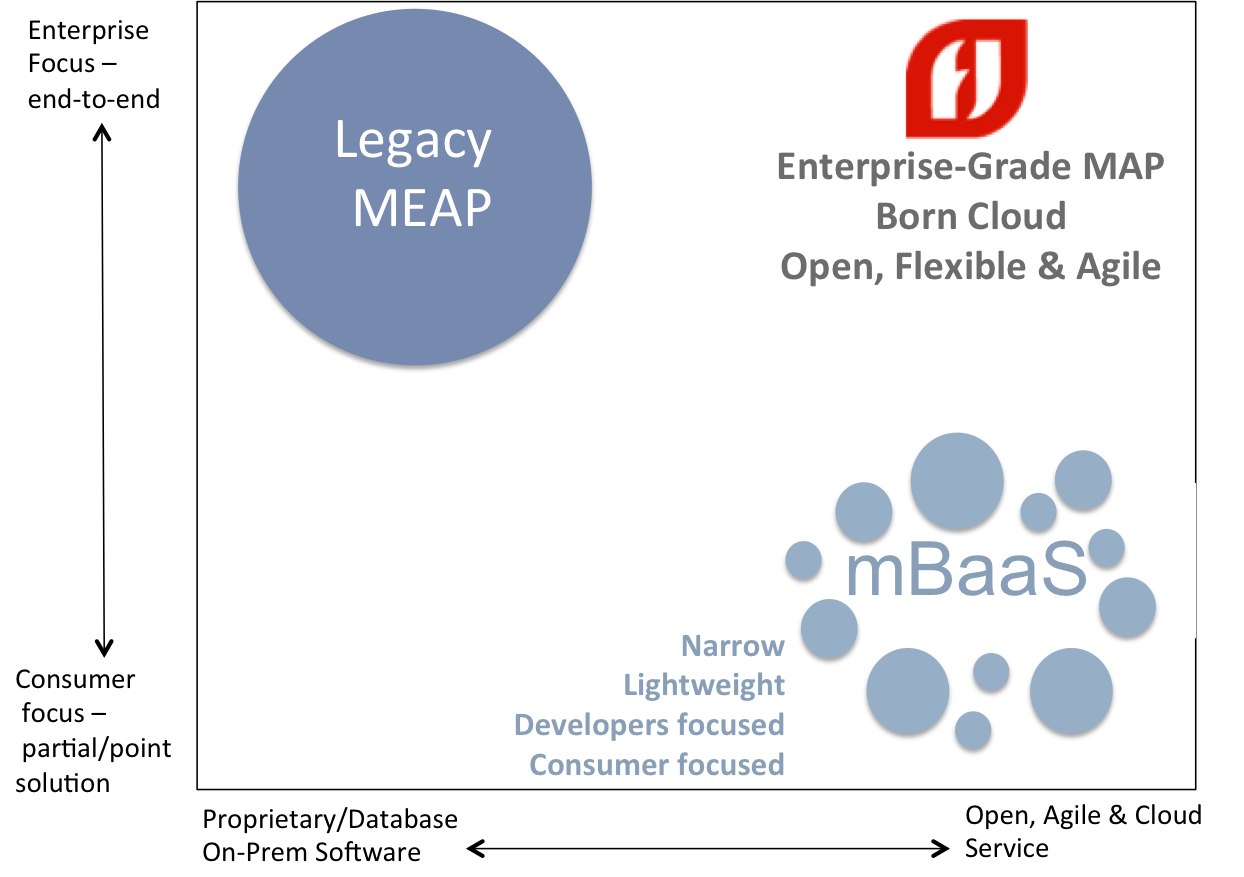 Enterprise
Focus –
end-to-end
Legacy
MEAP
Enterprise-Grade MAP
Born Cloud
Open, Flexible & Agile
mBaaS
Narrow
Lightweight
Developers focused
Consumer focused
Consumer
focus –
partial/point
solution
Proprietary/Database
On-Prem Software
Open, Agile & Cloud
Service